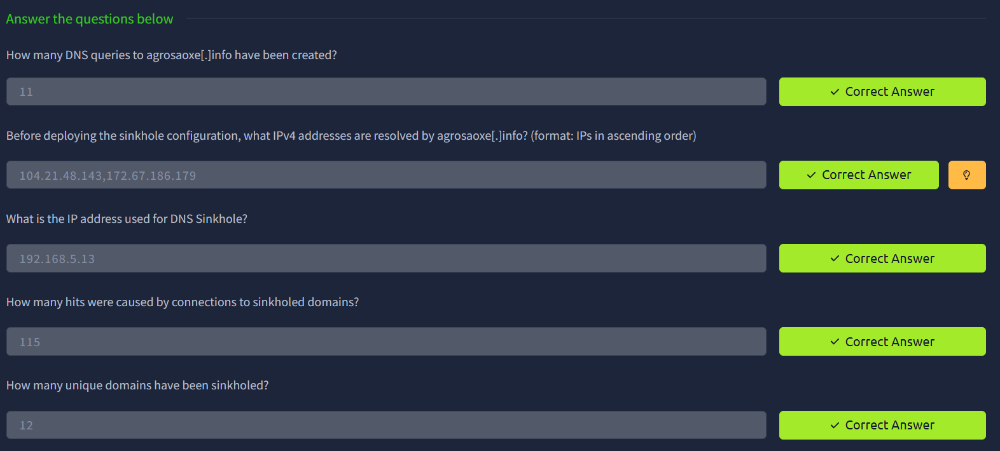 Answer the questions below
How many DNS queries to agrosaoxe[.]info have been created?
11
✓ Correct Answer
Before deploying the sinkhole configuration, what IPv4 addresses are resolved by agrosaoxe[.]info? (format: IPs in ascending order)
104.21.48.143,172.67.186.179
✓ Correct Answer
What is the IP address used for DNS Sinkhole?
192.168.5.13
✓ Correct Answer
How many hits were caused by connections to sinkholed domains?
115
✓ Correct Answer
How many unique domains have been sinkholed?
12
✓ Correct Answer